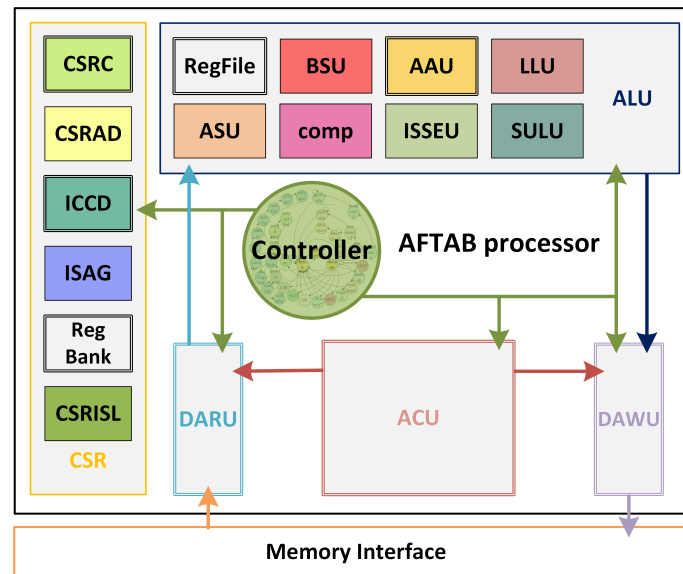 CSRC
CSRAD
ICCD
ISAG
Reg
Bank
CSRISL
CSR
RegFile
BSU
AAU
LLU
ASU
comp
ISSEU
SULU
ALU
Controller
AFTAB processor
DARU
ACU
DAWU
Memory Interface